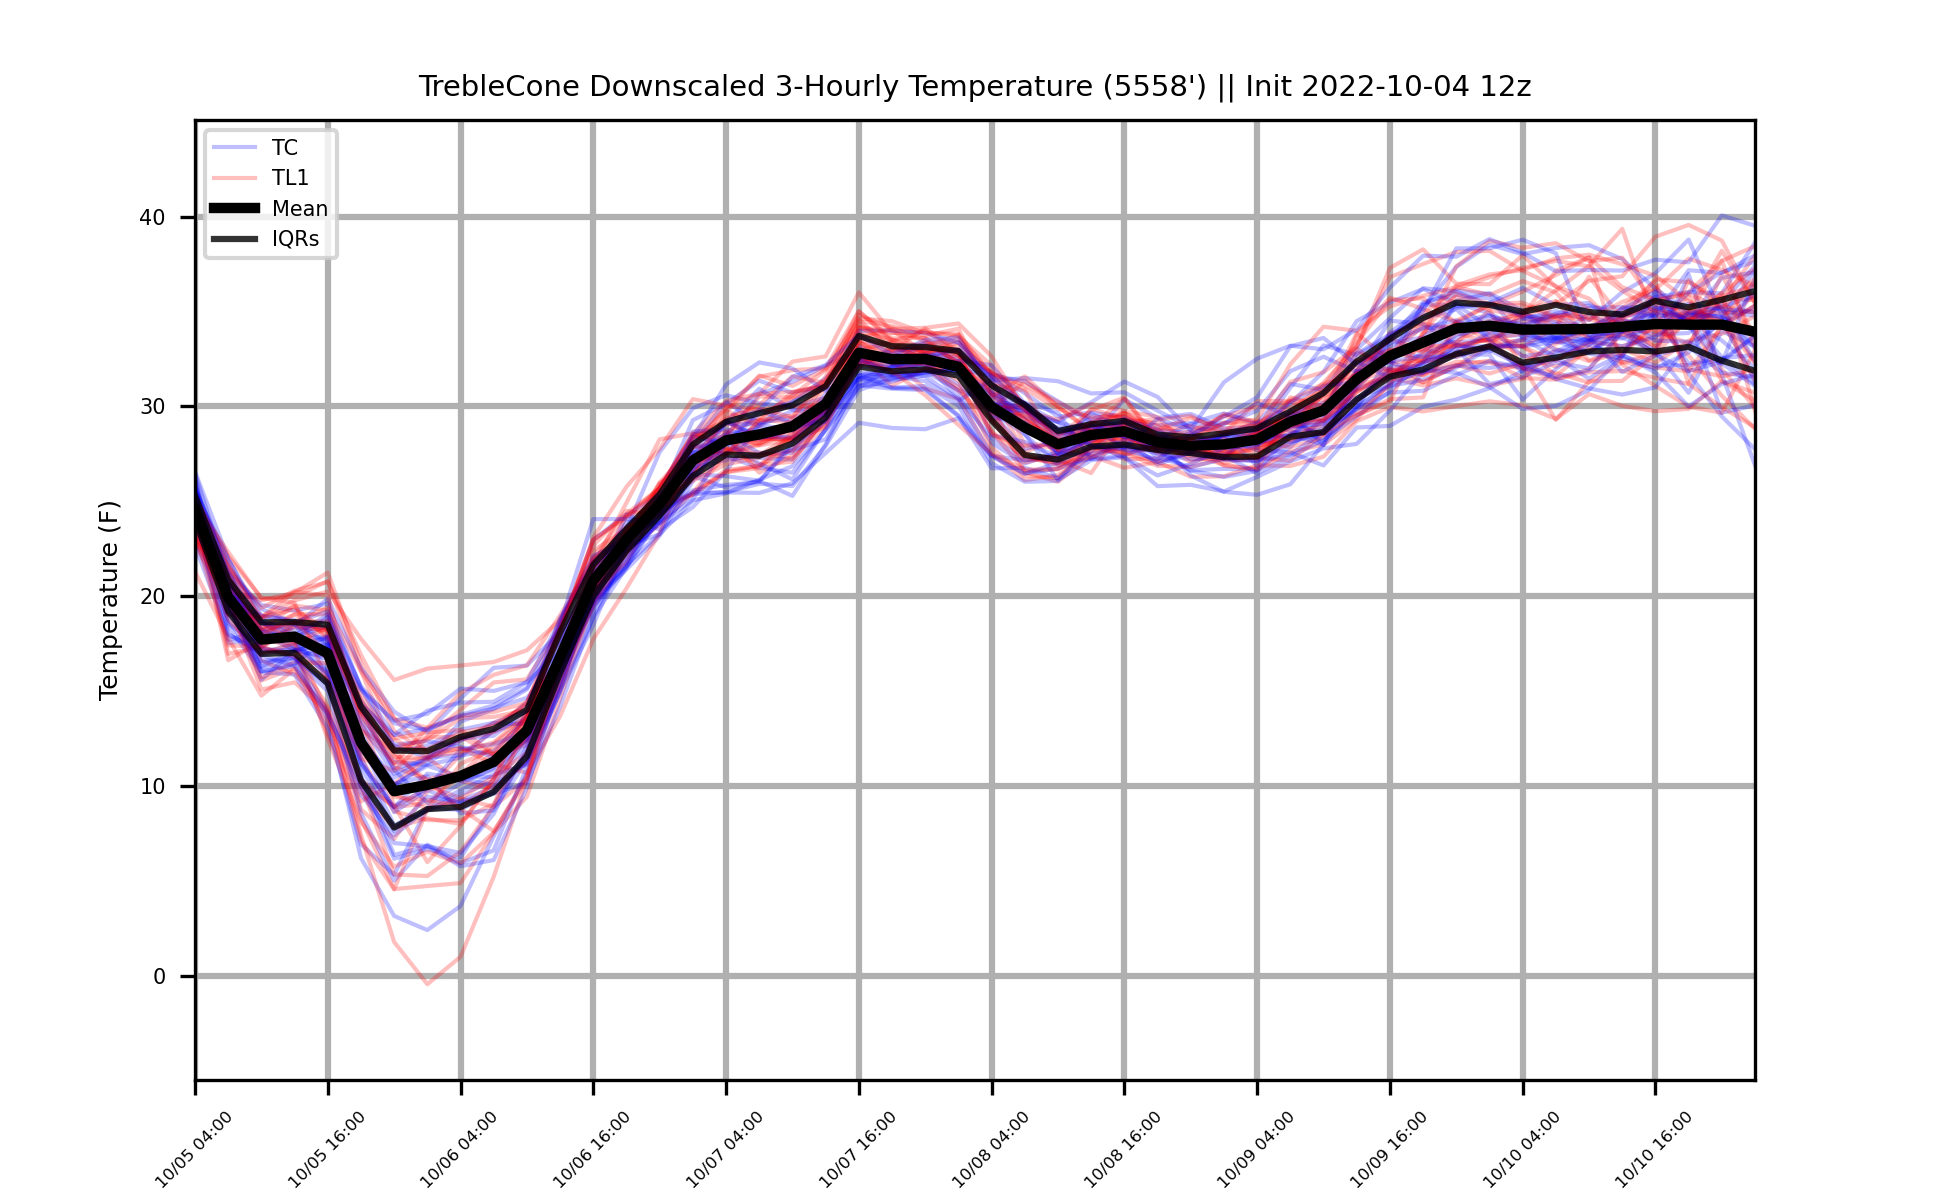 TrebleCone Downscaled 3-Hourly Temperature (5558') || Init 2022-10-04 12z
TC
TL1
Mean
IQRs
Temperature (F)
40
30
20
10
0
10/05 04:00
10/05 16:00
10/06 04:00
10/06 16:00
10/07 04:00
10/07 16:00
10/08 04:00
10/08 16:00
10/09 04:00
10/09 16:00
10/10 04:00
10/10 16:00